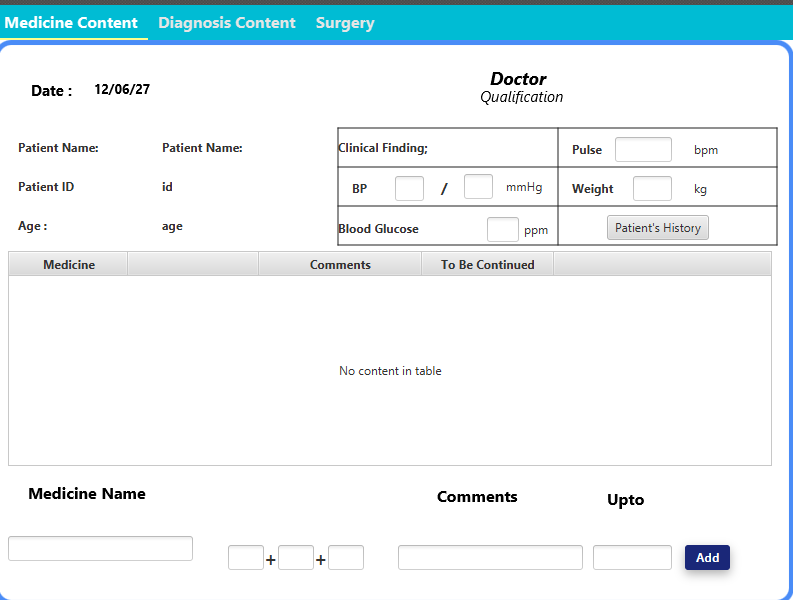 Medicine Content Diagnosis Content Surgery
Date : 12/06/27
Doctor
Qualification
Patient Name: Patient Name:
Clinical Finding;
Pulse bpm
Patient ID id
BP / mmHg
Weight kg
Age : age
Blood Glucose ppm
Patient's History
Medicine Comments To Be Continued
No content in table
Medicine Name Comments Upto
+ + Add